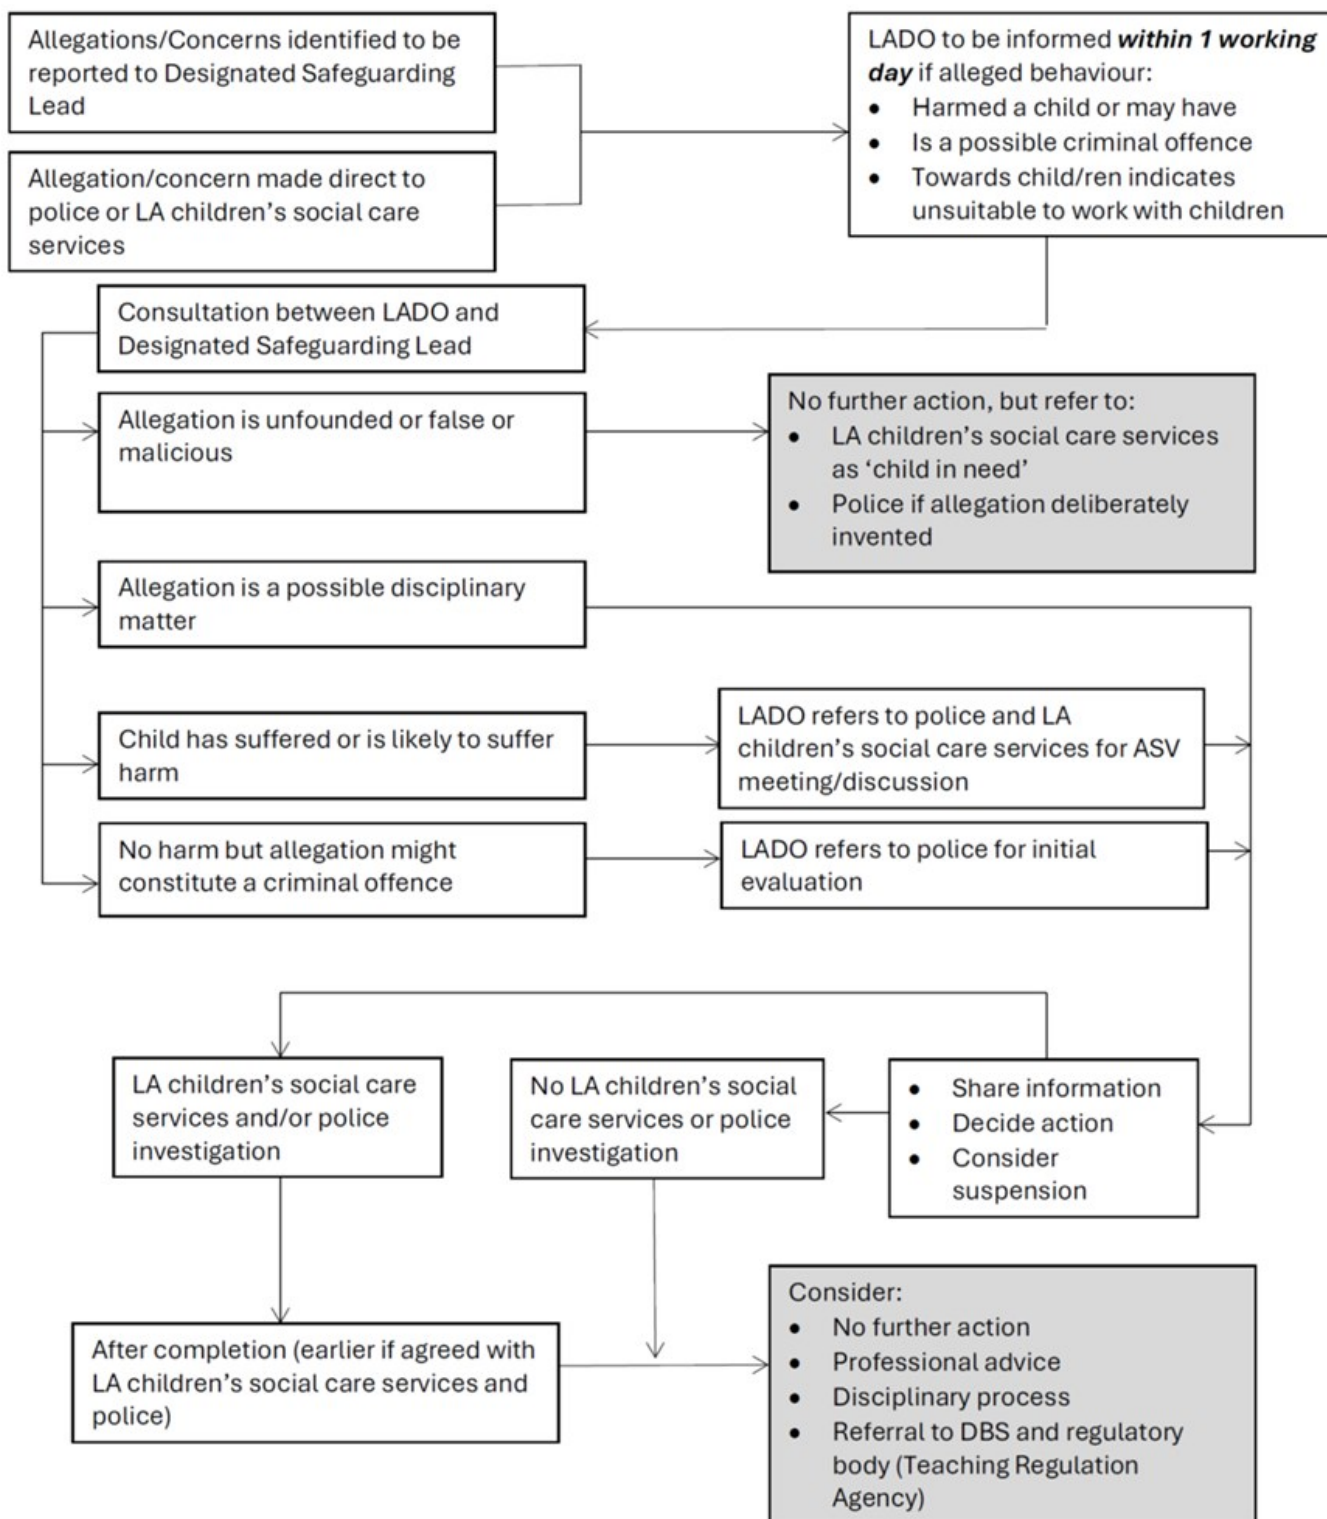 Allegations/Concerns identified to be
reported to Designated Safeguarding
Lead
LADO to be informed within 1 working
day if alleged behaviour:
• Harmed a child or may have
• Is a possible criminal offence
• Towards child/ren indicates
unsuitable to work with children
Allegation/concern made direct to
police or LA children’s social care
services
Consultation between LADO and
Designated Safeguarding Lead
Allegation is unfounded or false or
malicious
No further action, but refer to:
• LA children’s social care services
as ‘child in need’
• Police if allegation deliberately
invented
Allegation is a possible disciplinary
matter
Child has suffered or is likely to suffer
harm
LADO refers to police and LA
children’s social care services for ASV
meeting/discussion
No harm but allegation might
constitute a criminal offence
LADO refers to police for initial
evaluation
LA children’s social care
services and/or police
investigation
No LA children’s social
care services or police
investigation
• Share information
• Decide action
• Consider
suspension
After completion (earlier if agreed with
LA children’s social care services and
police)
Consider:
• No further action
• Professional advice
• Disciplinary process
• Referral to DBS and regulatory
body (Teaching Regulation
Agency)